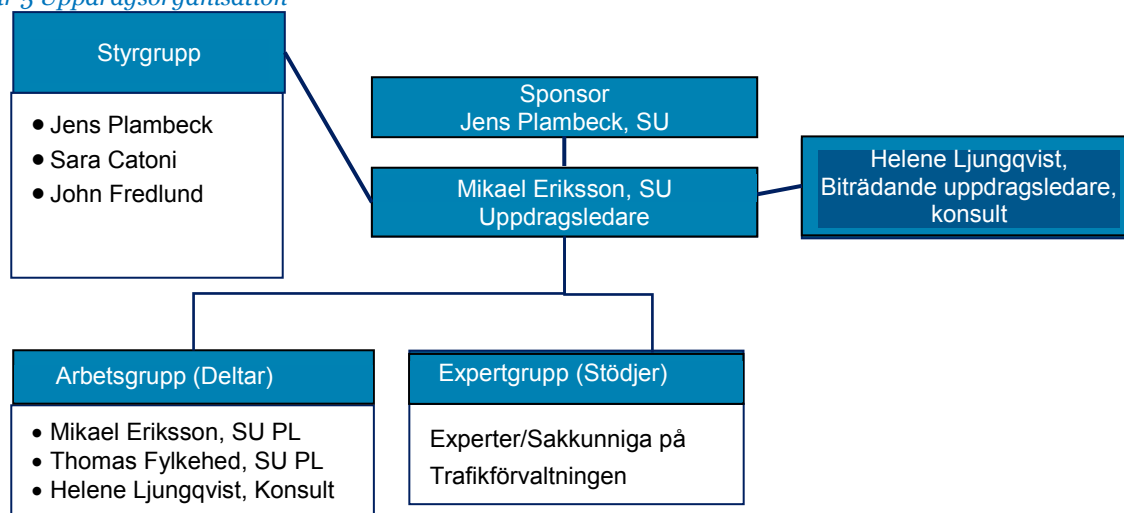 5 Uppdragsorganisation
Styrgrupp
• Jens Plambeck
• Sara Catoni
• John Fredlund
Sponsor
Jens Plambeck, SU
Mikael Eriksson, SU
Uppdragsledare
Helene Ljungqvist,
Biträdande uppdragsledare,
konsult
Arbetsgrupp (Deltar)
• Mikael Eriksson, SU PL
• Thomas Fylkehed, SU PL
• Helene Ljungqvist, Konsult
Expertgrupp (Stödjer)
Experter/Sakkunniga på
Trafikförvaltningen